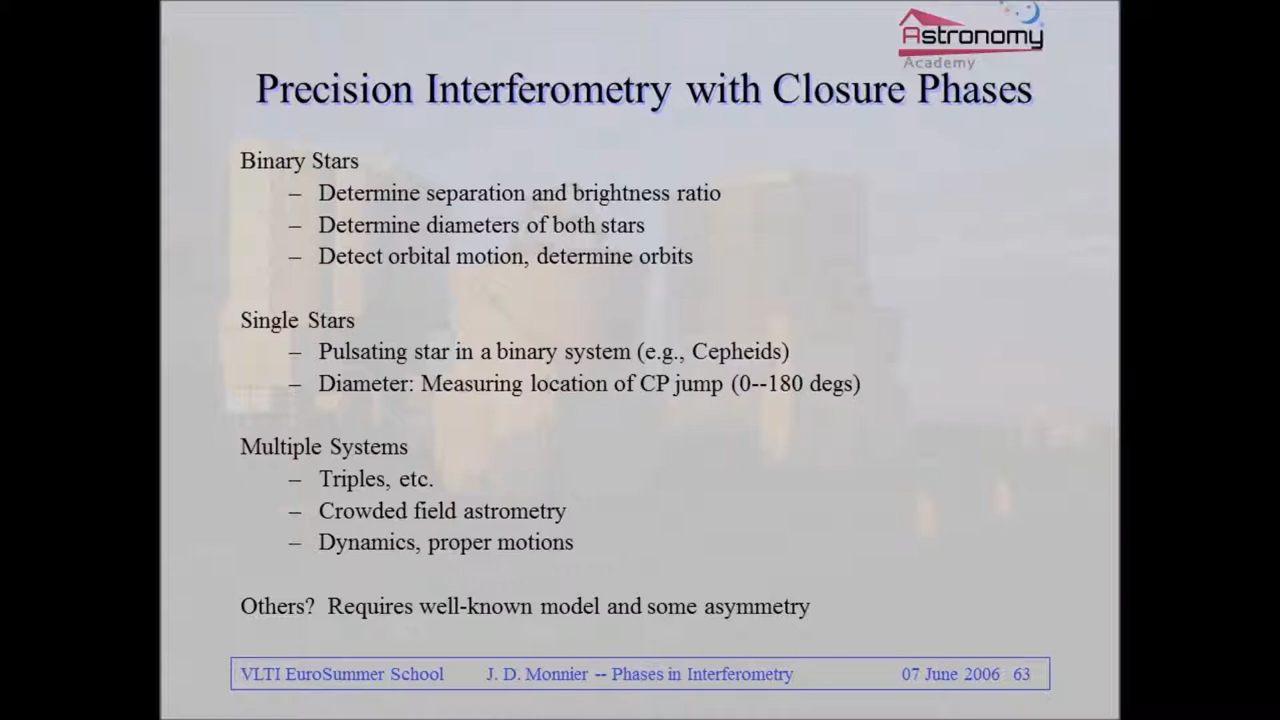 Astronomy
Academy
Precision Interferometry with Closure Phases
Binary Stars
– Determine separation and brightness ratio
– Determine diameters of both stars
– Detect orbital motion, determine orbits
Single Stars
– Pulsating star in a binary system (e.g., Cepheids)
– Diameter: Measuring location of CP jump (0--180 degs)
Multiple Systems
– Triples, etc.
– Crowded field astrometry
– Dynamics, proper motions
Others? Requires well-known model and some asymmetry
VLTI EuroSummer School J. D. Monnier -- Phases in Interferometry 07 June 2006 63